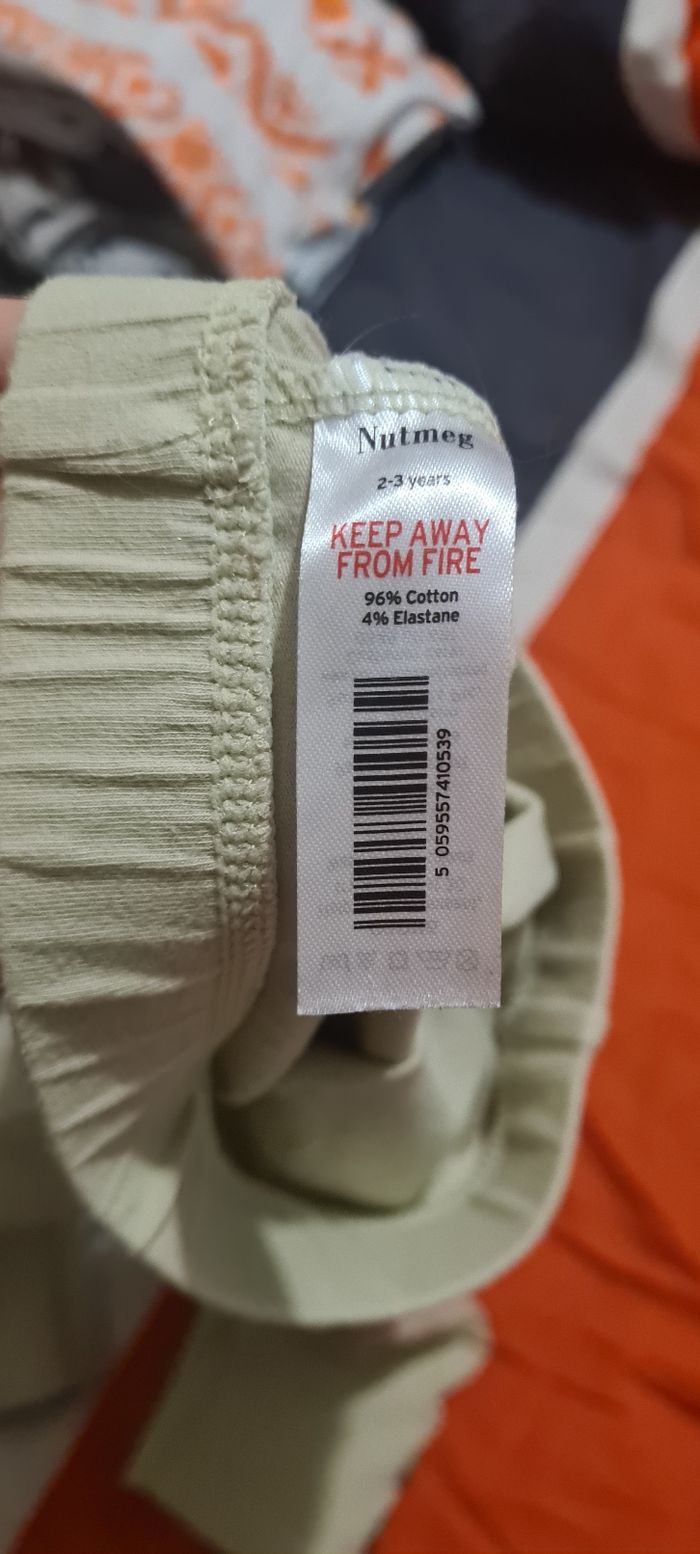 Nutmeg
2-3 years
KEEP AWAY
FROM FIRE
96% Cotton
4% Elastane
5 059557410539